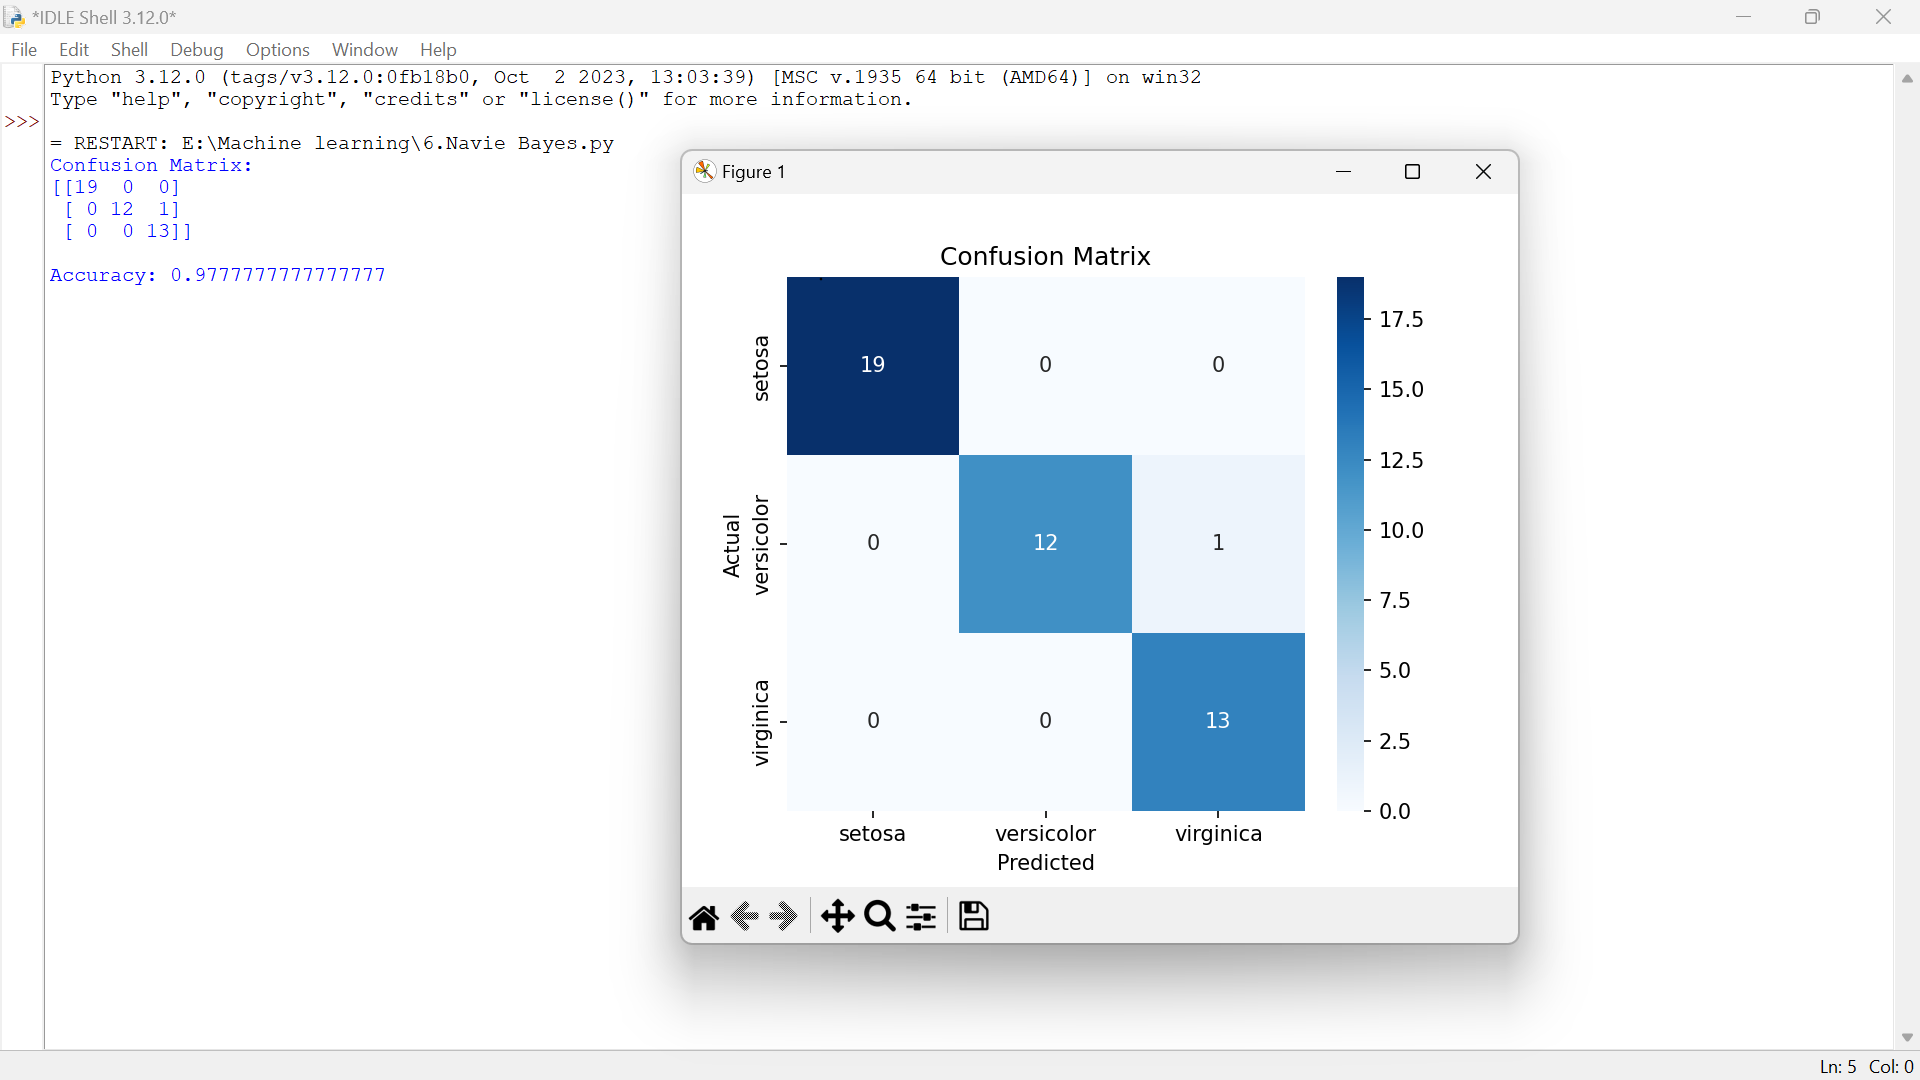 *IDLE Shell 3.12.0*
File Edit Shell Debug Options Window Help
Python 3.12.0 (tags/v3.12.0:0fb18b0, Oct  2 2023, 13:03:39) [MSC v.1935 64 bit (AMD64)] on win32
Type "help", "copyright", "credits" or "license()" for more information.
>>>
= RESTART: E:\Machine learning\6.Navie Bayes.py
Confusion Matrix:
[[19  0  0]
 [ 0 12  1]
 [ 0  0 13]]
Accuracy: 0.9777777777777777
Figure 1
Confusion Matrix
setosa
19 0 0
Actual
versicolor
0 12 1
virginica
0 0 13
setosa versicolor virginica
Predicted
17.5
15.0
12.5
10.0
7.5
5.0
2.5
0.0
Ln: 5 Col: 0